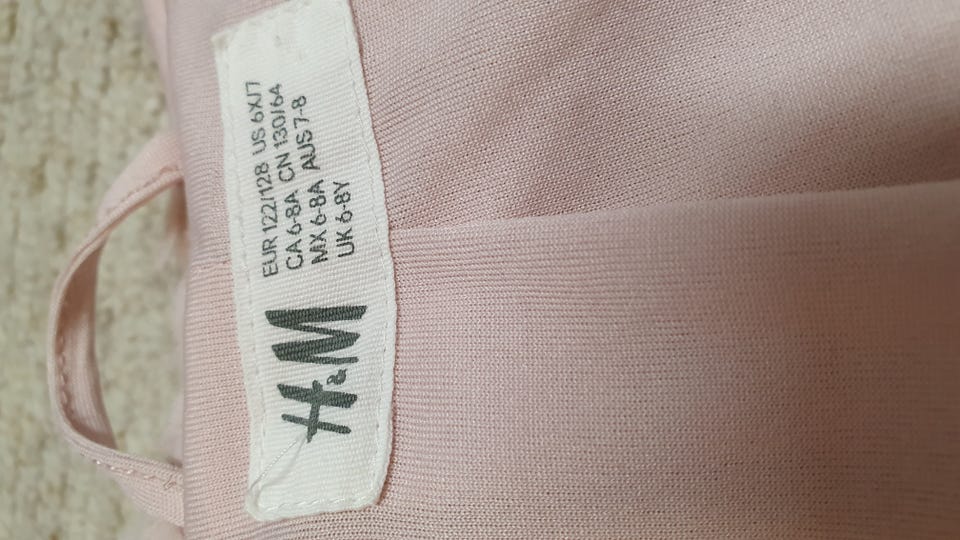 H&M
EUR 122/128 US 6X/7
CA 6-8A CN 130/64
MX 6-8A AUS 7-8
UK 6-8Y